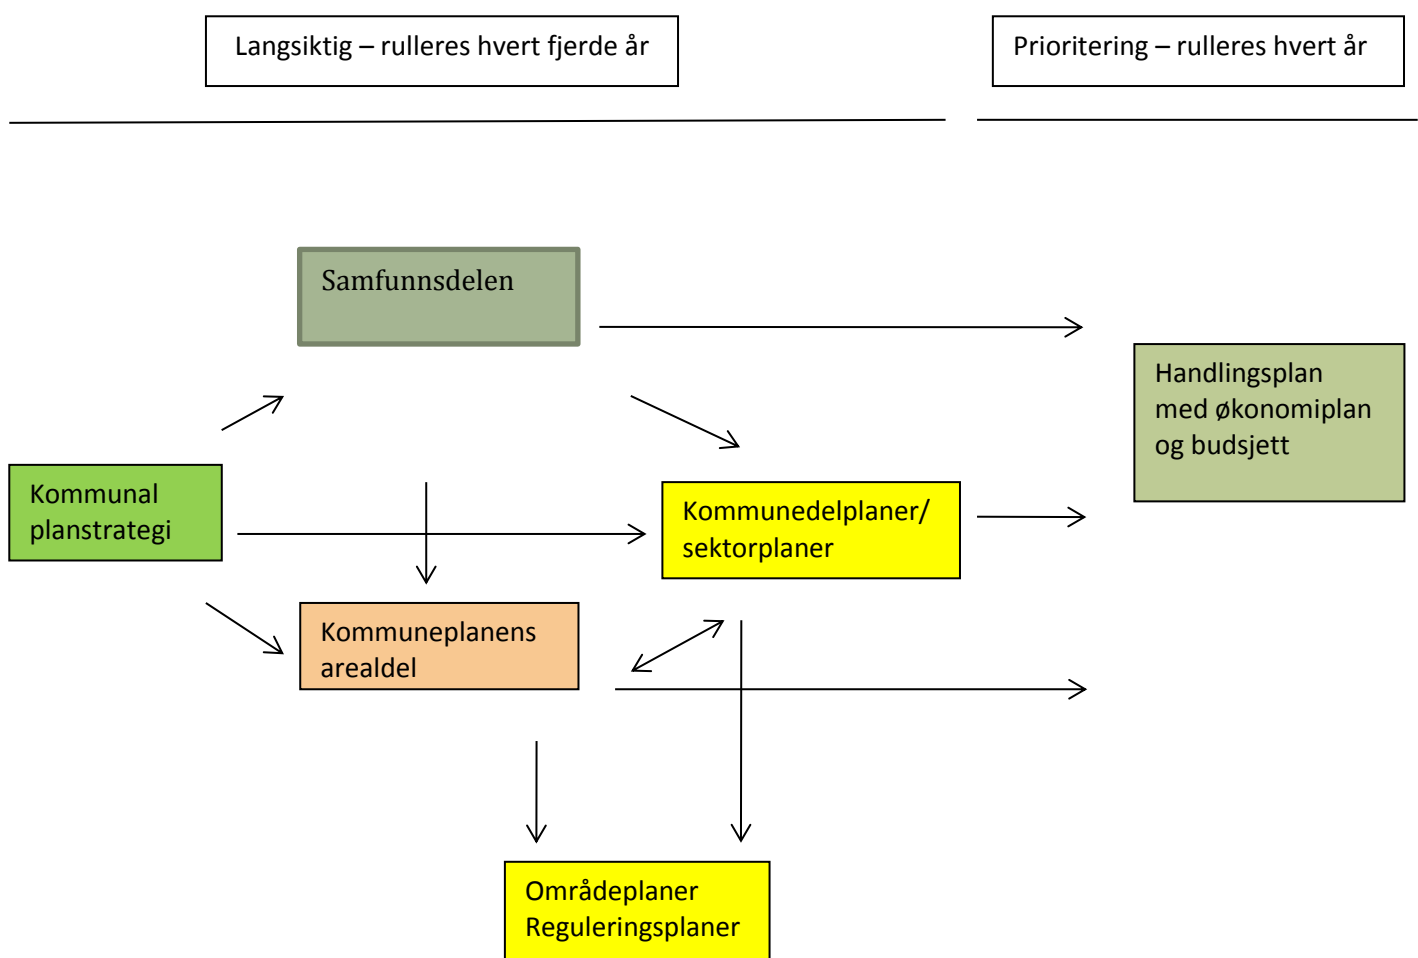 Langsiktig – rulleres hvert fjerde år
Prioritering – rulleres hvert år
Samfunnsdelen
Handlingsplan
med økonomiplan
og budsjett
Kommunal
planstrategi
Kommunedelplaner/
sektorplaner
Kommuneplanens
arealdel
Områdeplaner
Reguleringsplaner